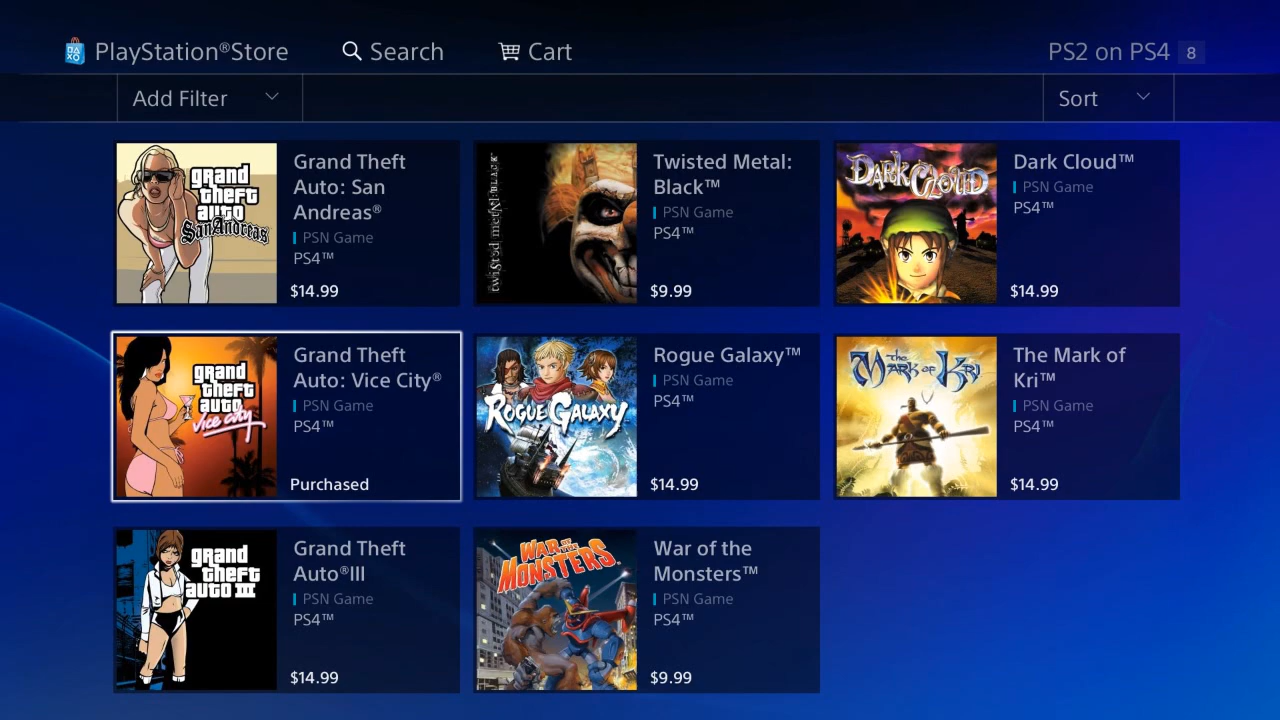 PlayStation®Store
Search
Cart
PS2 on PS4 8
Add Filter
Sort
grand
theft
auto
San Andreas
Grand Theft
Auto: San
Andreas®
PSN Game
PS4™
$14.99
twisted metal: black™
Twisted Metal:
Black™
PSN Game
PS4™
$9.99
DARK CLOUD
Dark Cloud™
PSN Game
PS4™
$14.99
grand
theft
auto
vice city
Grand Theft
Auto: Vice City®
PSN Game
PS4™
Purchased
ROGUE GALAXY
Rogue Galaxy™
PSN Game
PS4™
$14.99
the
MARK OF KRI
The Mark of
Kri™
PSN Game
PS4™
$14.99
grand
theft
auto III
Grand Theft
Auto®III
PSN Game
PS4™
$14.99
WAR OF THE
MONSTERS
War of the
Monsters™
PSN Game
PS4™
$9.99